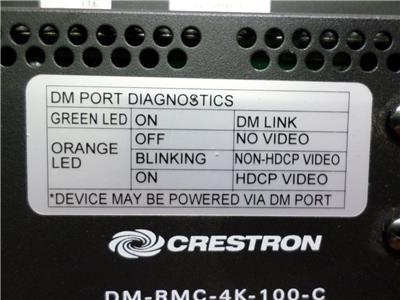 DM PORT DIAGNOSTICS
GREEN LED ON DM LINK
ORANGE LED OFF NO VIDEO
BLINKING NON-HDCP VIDEO
ON HDCP VIDEO
*DEVICE MAY BE POWERED VIA DM PORT
CRESTRON
DM-RMC-4K-100-C